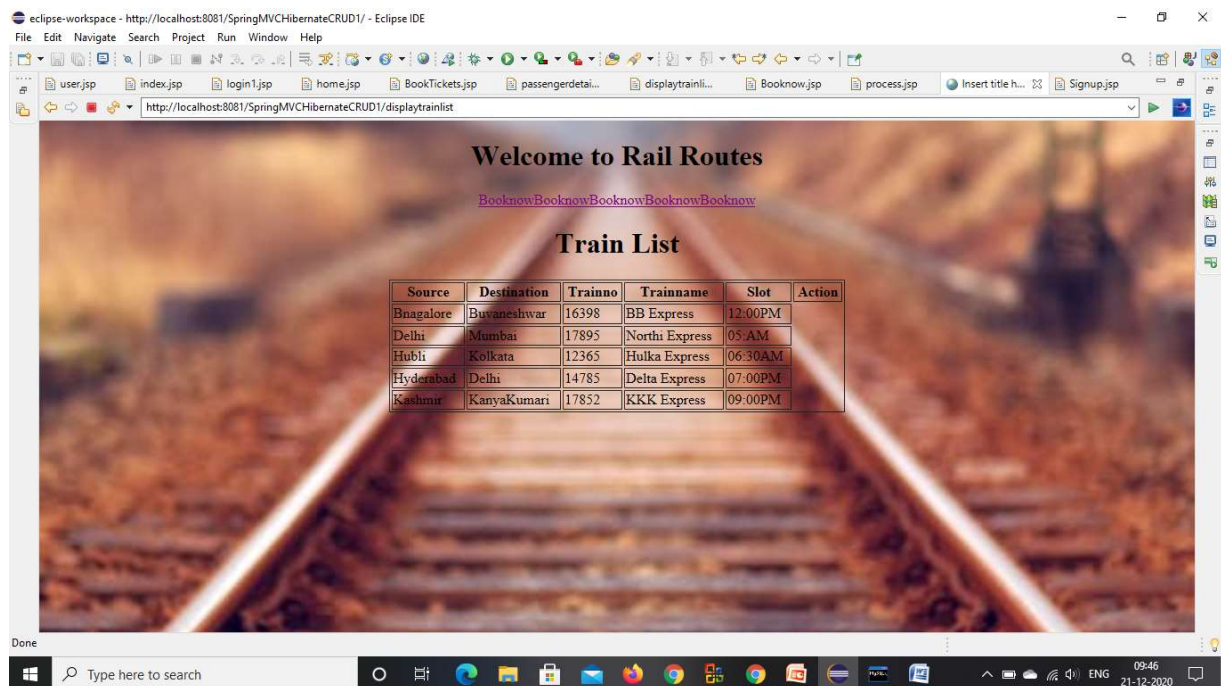 eclipse-workspace - http://localhost:8081/SpringMVCHibernateCRUD1/ - Eclipse IDE
File Edit Navigate Search Project Run Window Help
user.jsp index.jsp login1.jsp home.jsp BookTickets.jsp passengerdetai... displaytrainli... Booknow.jsp process.jsp Insert title h... Signup.jsp
http://localhost:8081/SpringMVCHibernateCRUD1/displaytrainlist
Welcome to Rail Routes
BooknowBooknowBooknowBooknowBooknow
Train List
Source Destination Trainno Trainname Slot Action
Bnagalore Buvaneshwar 16398 BB Express 12:00PM
Delhi Mumbai 17895 Northi Express 05:AM
Hubli Kolkata 12365 Hulka Express 06:30AM
Hyderabad Delhi 14785 Delta Express 07:00PM
Kashmir KanyaKumari 17852 KKK Express 09:00PM
Done
Type here to search
ENG
09:46
21-12-2020